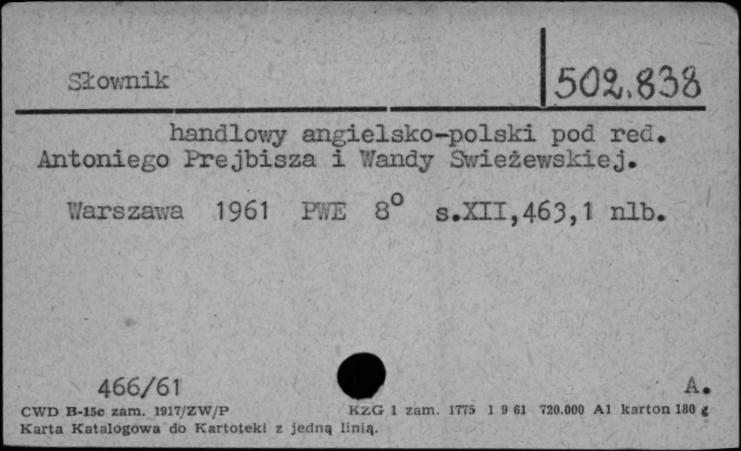 Słownik
502.838
handlowy angielsko-polski pod red.
Antoniego Prejbisza i Wandy Swieżewskiej.
Warszawa 1961 PWE 8° s.XII,463,1 nlb.
466/61
A.
CWD B-15c zam. 1917/ZW/P
KZG 1 zam. 1775 1 9 61 720.000 A1 karton 180 g
Karta Katalogowa do Kartoteki z jedną linią.